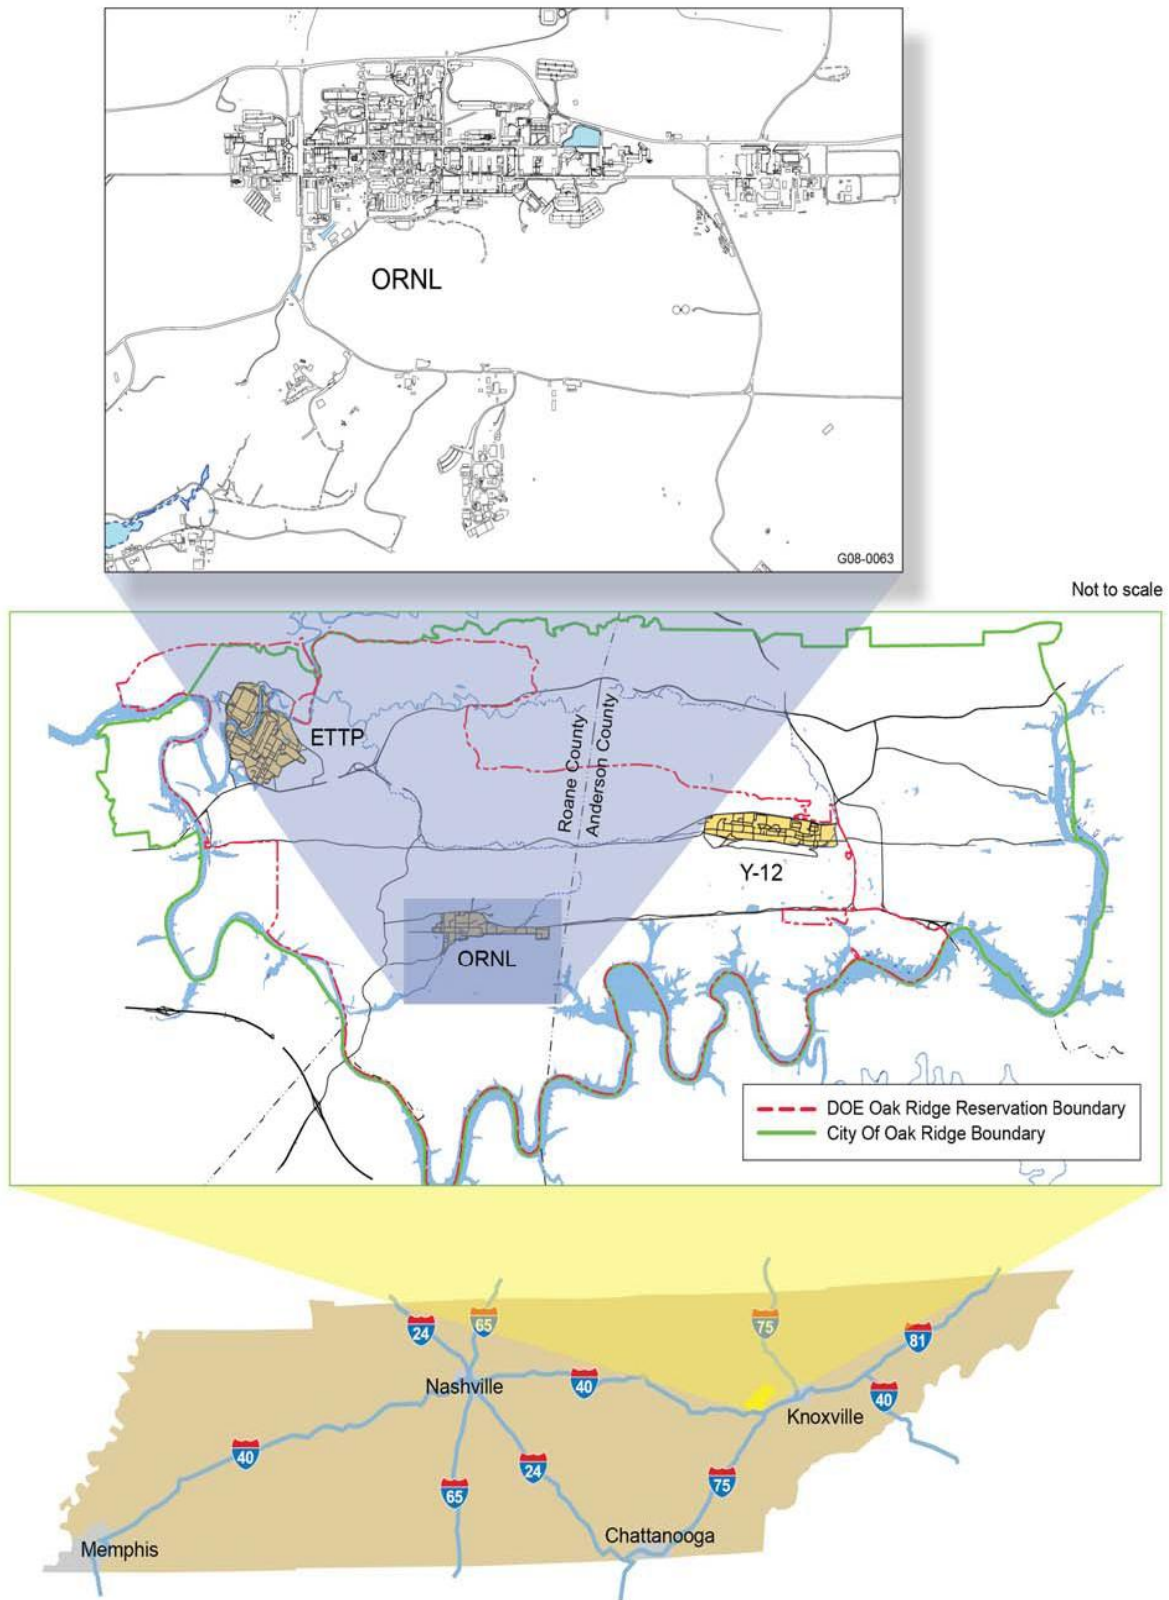 ORNL
G08-0063
Not to scale
ETTP
Roane County
Anderson County
Y-12
ORNL
DOE Oak Ridge Reservation Boundary
City Of Oak Ridge Boundary
65
75
24
81
Nashville
40
40
Knoxville
40
24
75
65
Chattanooga
Memphis